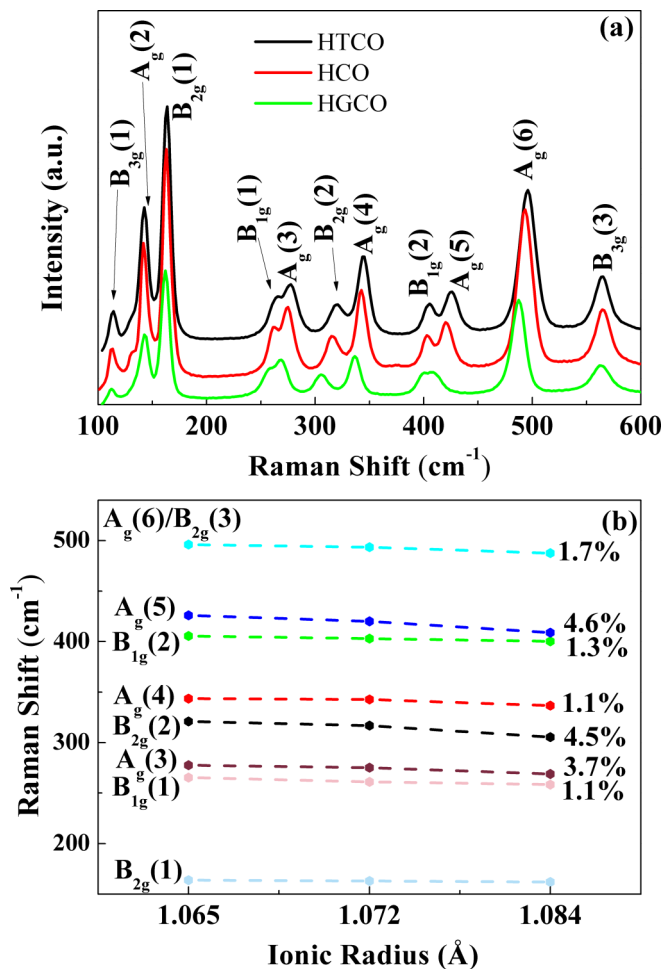 (a)
HTCO
HCO
HGCO
B3g(1)
Ag(2)
B2g(1)
B1g(1)
Ag(3)
B2g(2)
Ag(4)
B1g(2)
Ag(5)
Ag(6)
B3g(3)
Intensity (a.u.)
100 200 300 400 500 600
Raman Shift (cm-1)
(b)
Ag(6)/B2g(3)
1.7%
Ag(5)
4.6%
B1g(2)
1.3%
Ag(4)
1.1%
B2g(2)
4.5%
Ag(3)
3.7%
B1g(1)
1.1%
B2g(1)
500
400
300
200
Raman Shift (cm-1)
1.065 1.072 1.084
Ionic Radius (Å)